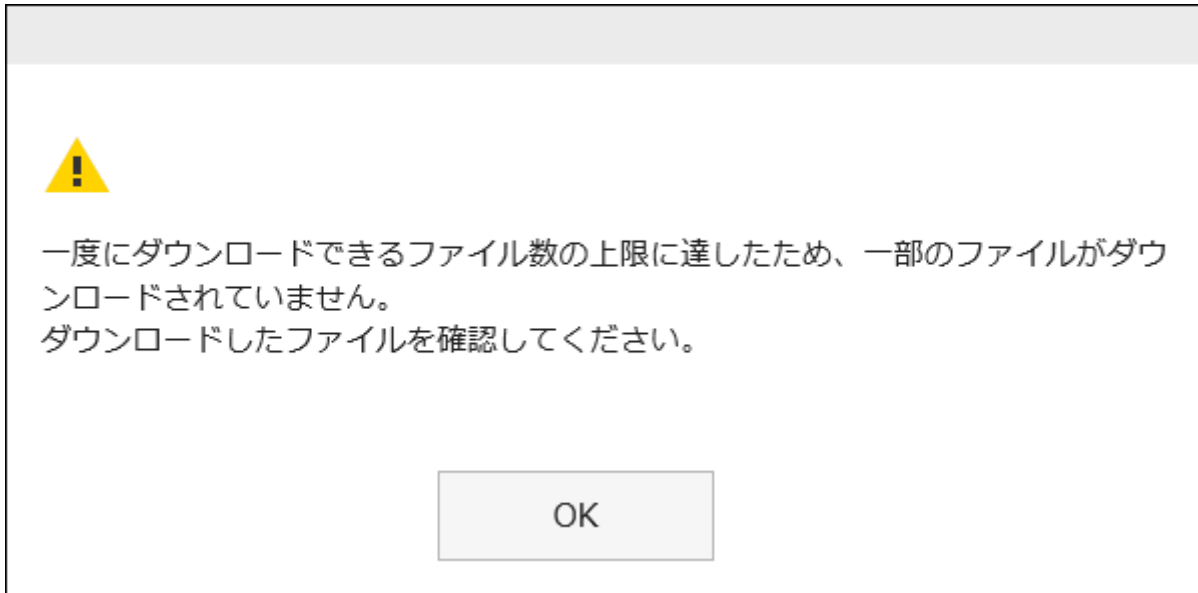 一度にダウンロードできるファイル数の上限に達したため、一部のファイルがダウ
ンロードされていません。
ダウンロードしたファイルを確認してください。
OK